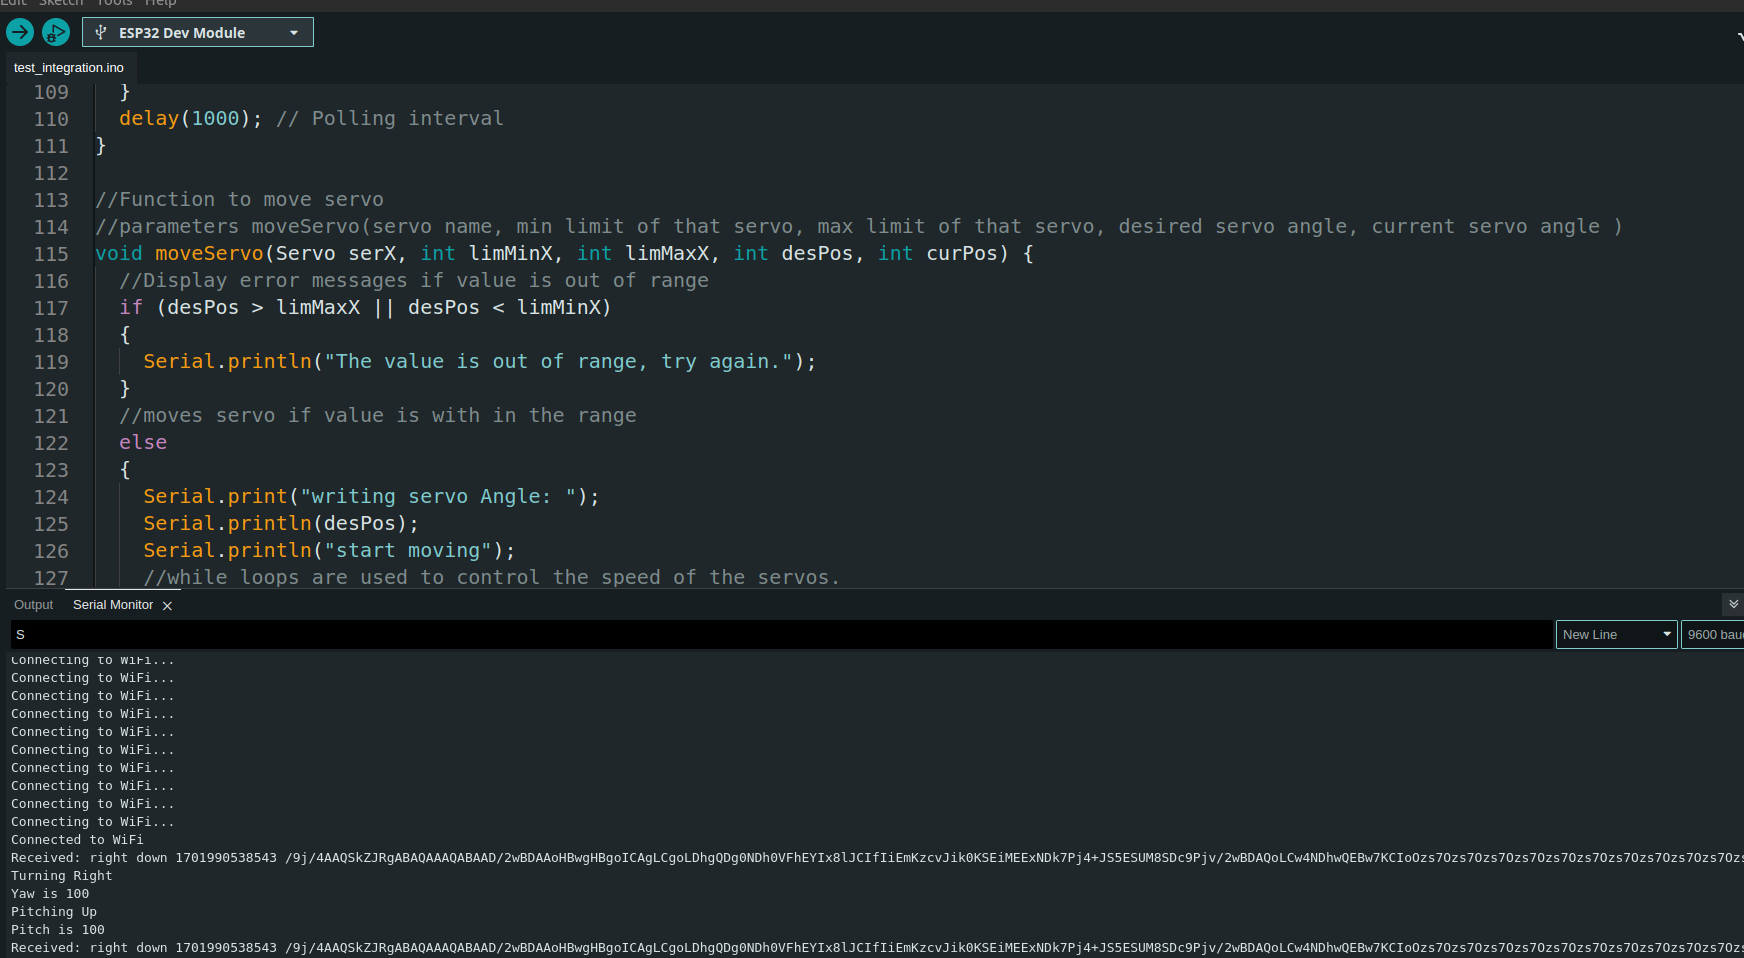 Edit Sketch Tools Help
ESP32 Dev Module
test_integration.ino
109 }
110 delay(1000); // Polling interval
111 }
112
113 //Function to move servo
114 //parameters moveServo(servo name, min limit of that servo, max limit of that servo, desired servo angle, current servo angle )
115 void moveServo(Servo serX, int limMinX, int limMaxX, int desPos, int curPos) {
116 //Display error messages if value is out of range
117 if (desPos > limMaxX || desPos < limMinX)
118 {
119 Serial.println("The value is out of range, try again.");
120 }
121 //moves servo if value is with in the range
122 else
123 {
124 Serial.print("writing servo Angle: ");
125 Serial.println(desPos);
126 Serial.println("start moving");
127 //while loops are used to control the speed of the servos.
Output Serial Monitor
S
New Line 9600 bau
Connecting to WiFi...
Connecting to WiFi...
Connecting to WiFi...
Connecting to WiFi...
Connecting to WiFi...
Connecting to WiFi...
Connecting to WiFi...
Connecting to WiFi...
Connecting to WiFi...
Connecting to WiFi...
Connected to WiFi
Received: right down 1701990538543 /9j/4AAQSkZJRgABAQAAAQABAAD/2wBDAAoHBwgHBgoICAgLCgoLDhgQDg0NDh0VFhEYIx8lJCIfIiEmKzcvJik0KSEiMEExNDk7Pj4+JS5ESUM8SDc9Pjv/2wBDAQoLCw4NDhwQEBw7KCIoOzs7Ozs7Ozs7Ozs7Ozs7Ozs7Ozs7Ozs7Ozs7Ozs7Ozs
Turning Right
Yaw is 100
Pitching Up
Pitch is 100
Received: right down 1701990538543 /9j/4AAQSkZJRgABAQAAAQABAAD/2wBDAAoHBwgHBgoICAgLCgoLDhgQDg0NDh0VFhEYIx8lJCIfIiEmKzcvJik0KSEiMEExNDk7Pj4+JS5ESUM8SDc9Pjv/2wBDAQoLCw4NDhwQEBw7KCIoOzs7Ozs7Ozs7Ozs7Ozs7Ozs7Ozs7Ozs7Ozs7Ozs7Ozs